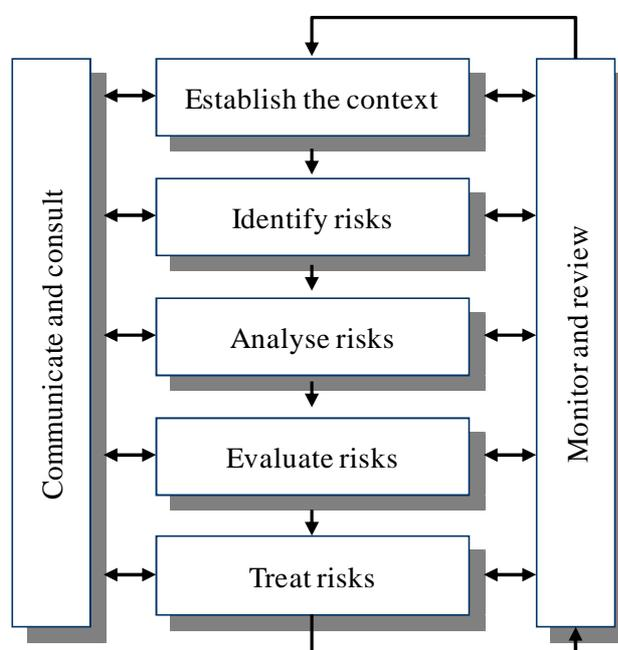 Establish the context
Identify risks
Analyse risks
Evaluate risks
Treat risks
Communicate and consult
Monitor and review